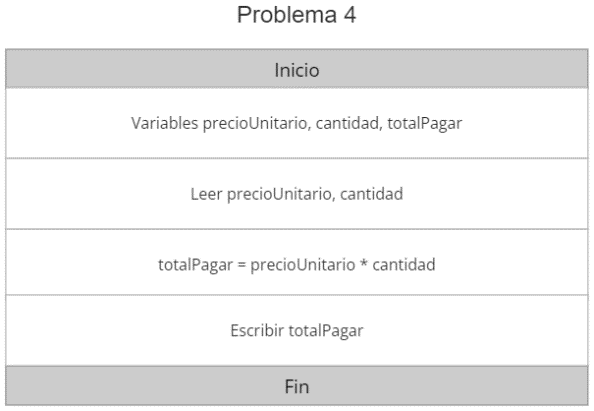 Problema 4
Inicio
Variables precioUnitario, cantidad, totalPagar
Leer precioUnitario, cantidad
totalPagar = precioUnitario * cantidad
Escribir totalPagar
Fin